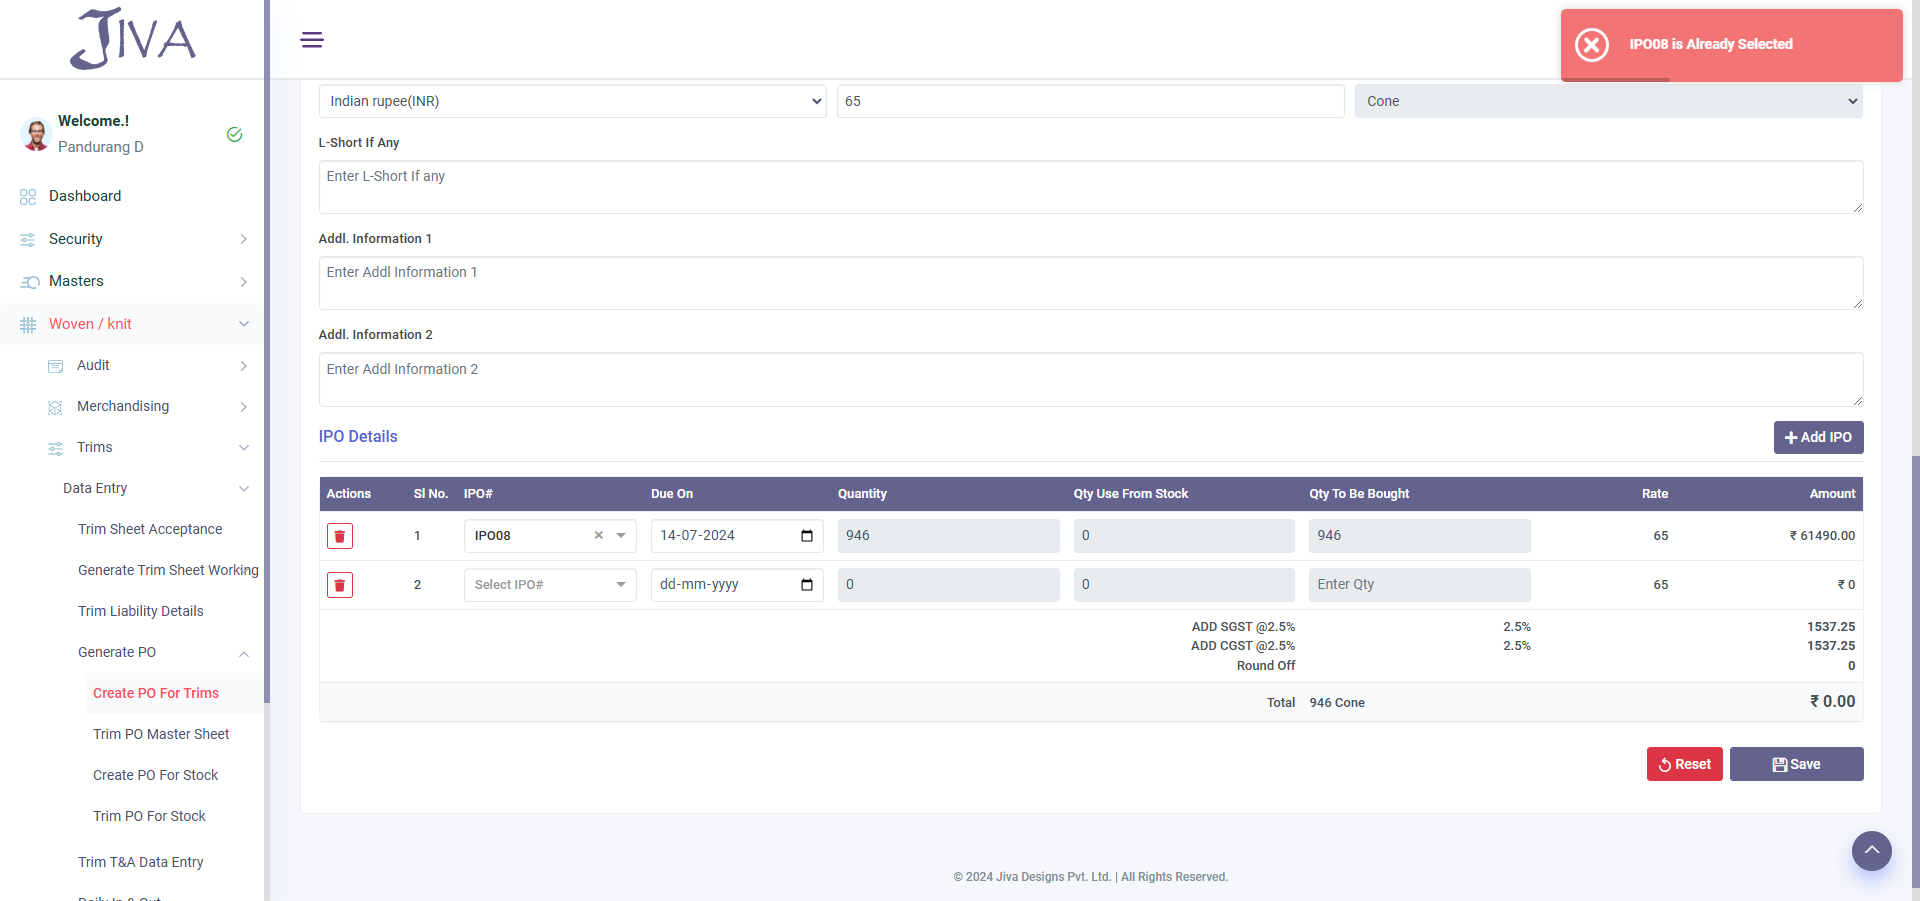 JIVA
IPO08 is Already Selected
Welcome.!
Pandurang D
Dashboard
Security
Masters
Woven / knit
Audit
Merchandising
Trims
Data Entry
Trim Sheet Acceptance
Generate Trim Sheet Working
Trim Liability Details
Generate PO
Create PO For Trims
Trim PO Master Sheet
Create PO For Stock
Trim PO For Stock
Trim T&A Data Entry
Daily In & Out
Indian rupee(INR) 65 Cone
L-Short If Any
Enter L-Short If any
Addl. Information 1
Enter Addl Information 1
Addl. Information 2
Enter Addl Information 2
IPO Details
Add IPO
Actions Sl No. IPO# Due On Quantity Qty Use From Stock Qty To Be Bought Rate Amount
1 IPO08 × 14-07-2024 946 0 946 65 ₹ 61490.00
2 Select IPO# dd-mm-yyyy 0 0 Enter Qty 65 ₹ 0
ADD SGST @2.5% 2.5% 1537.25
ADD CGST @2.5% 2.5% 1537.25
Round Off 0
Total 946 Cone ₹ 0.00
Reset Save
© 2024 Jiva Designs Pvt. Ltd. | All Rights Reserved.